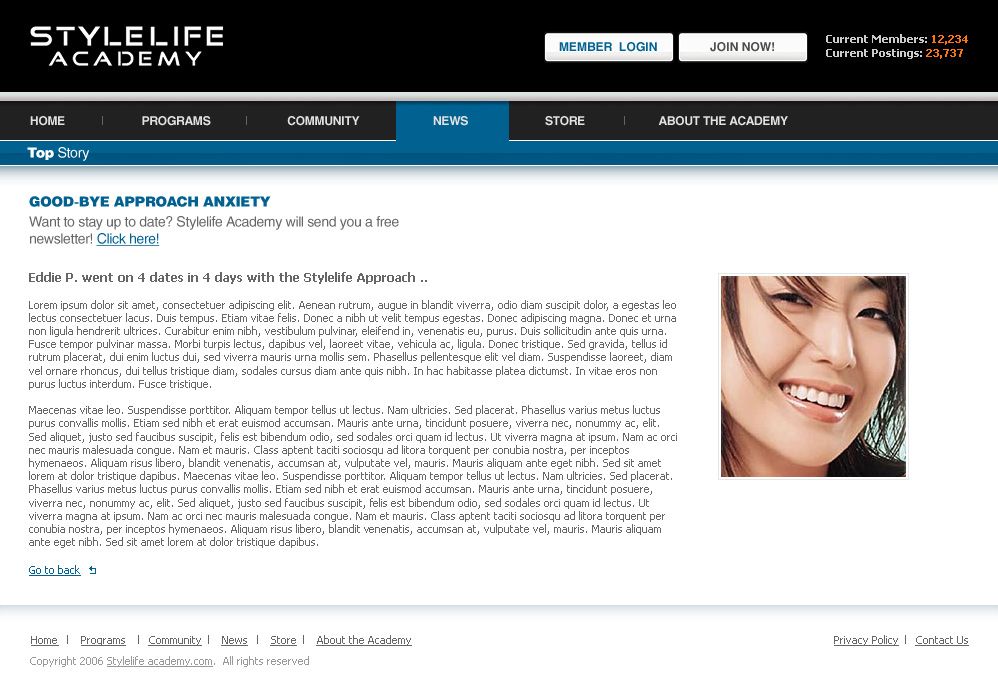 STYLELIFE
ACADEMY
MEMBER LOGIN
JOIN NOW!
Current Members: 12,234
Current Postings: 23,737
HOME | PROGRAMS | COMMUNITY NEWS STORE | ABOUT THE ACADEMY
Top Story
GOOD-BYE APPROACH ANXIETY
Want to stay up to date? Stylelife Academy will send you a free
newsletter! Click here!
Eddie P. went on 4 dates in 4 days with the Stylelife Approach ..
Lorem ipsum dolor sit amet, consectetuer adipiscing elit. Aenean rutrum, augue in blandit viverra, odio diam suscipit dolor, a egestas leo
lectus consectetuer lacus. Duis tempus. Etiam vitae felis. Donec a nibh ut velit tempus egestas. Donec adipiscing magna. Donec et urna
non ligula hendrerit ultrices. Curabitur enim nibh, vestibulum pulvinar, eleifend in, venenatis eu, purus. Duis sollicitudin ante quis urna.
Fusce tempor pulvinar massa. Morbi turpis lectus, dapibus vel, laoreet vitae, vehicula ac, ligula. Donec tristique. Sed gravida, tellus id
rutrum placerat, dui enim luctus dui, sed viverra mauris urna mollis sem. Phasellus pellentesque elit vel diam. Suspendisse laoreet, diam
vel ornare rhoncus, dui tellus tristique diam, sodales cursus diam ante quis nibh. In hac habitasse platea dictumst. In vitae eros non
purus luctus interdum. Fusce tristique.
Maecenas vitae leo. Suspendisse porttitor. Aliquam tempor tellus ut lectus. Nam ultricies. Sed placerat. Phasellus varius metus luctus
purus convallis mollis. Etiam sed nibh et erat euismod accumsan. Mauris ante urna, tincidunt posuere, viverra nec, nonummy ac, elit.
Sed aliquet, justo sed faucibus suscipit, felis est bibendum odio, sed sodales orci quam id lectus. Ut viverra magna at ipsum. Nam ac orci
nec mauris malesuada congue. Nam et mauris. Class aptent taciti sociosqu ad litora torquent per conubia nostra, per inceptos
hymenaeos. Aliquam risus libero, blandit venenatis, accumsan at, vulputate vel, mauris. Mauris aliquam ante eget nibh. Sed sit amet
lorem at dolor tristique dapibus. Maecenas vitae leo. Suspendisse porttitor. Aliquam tempor tellus ut lectus. Nam ultricies. Sed placerat.
Phasellus varius metus luctus purus convallis mollis. Etiam sed nibh et erat euismod accumsan. Mauris ante urna, tincidunt posuere,
viverra nec, nonummy ac, elit. Sed aliquet, justo sed faucibus suscipit, felis est bibendum odio, sed sodales orci quam id lectus. Ut
viverra magna at ipsum. Nam ac orci nec mauris malesuada congue. Nam et mauris. Class aptent taciti sociosqu ad litora torquent per
conubia nostra, per inceptos hymenaeos. Aliquam risus libero, blandit venenatis, accumsan at, vulputate vel, mauris. Mauris aliquam
ante eget nibh. Sed sit amet lorem at dolor tristique dapibus.
Go to back
Home | Programs | Community | News | Store | About the Academy
Privacy Policy | Contact Us
Copyright 2006 Stylelife academy.com. All rights reserved